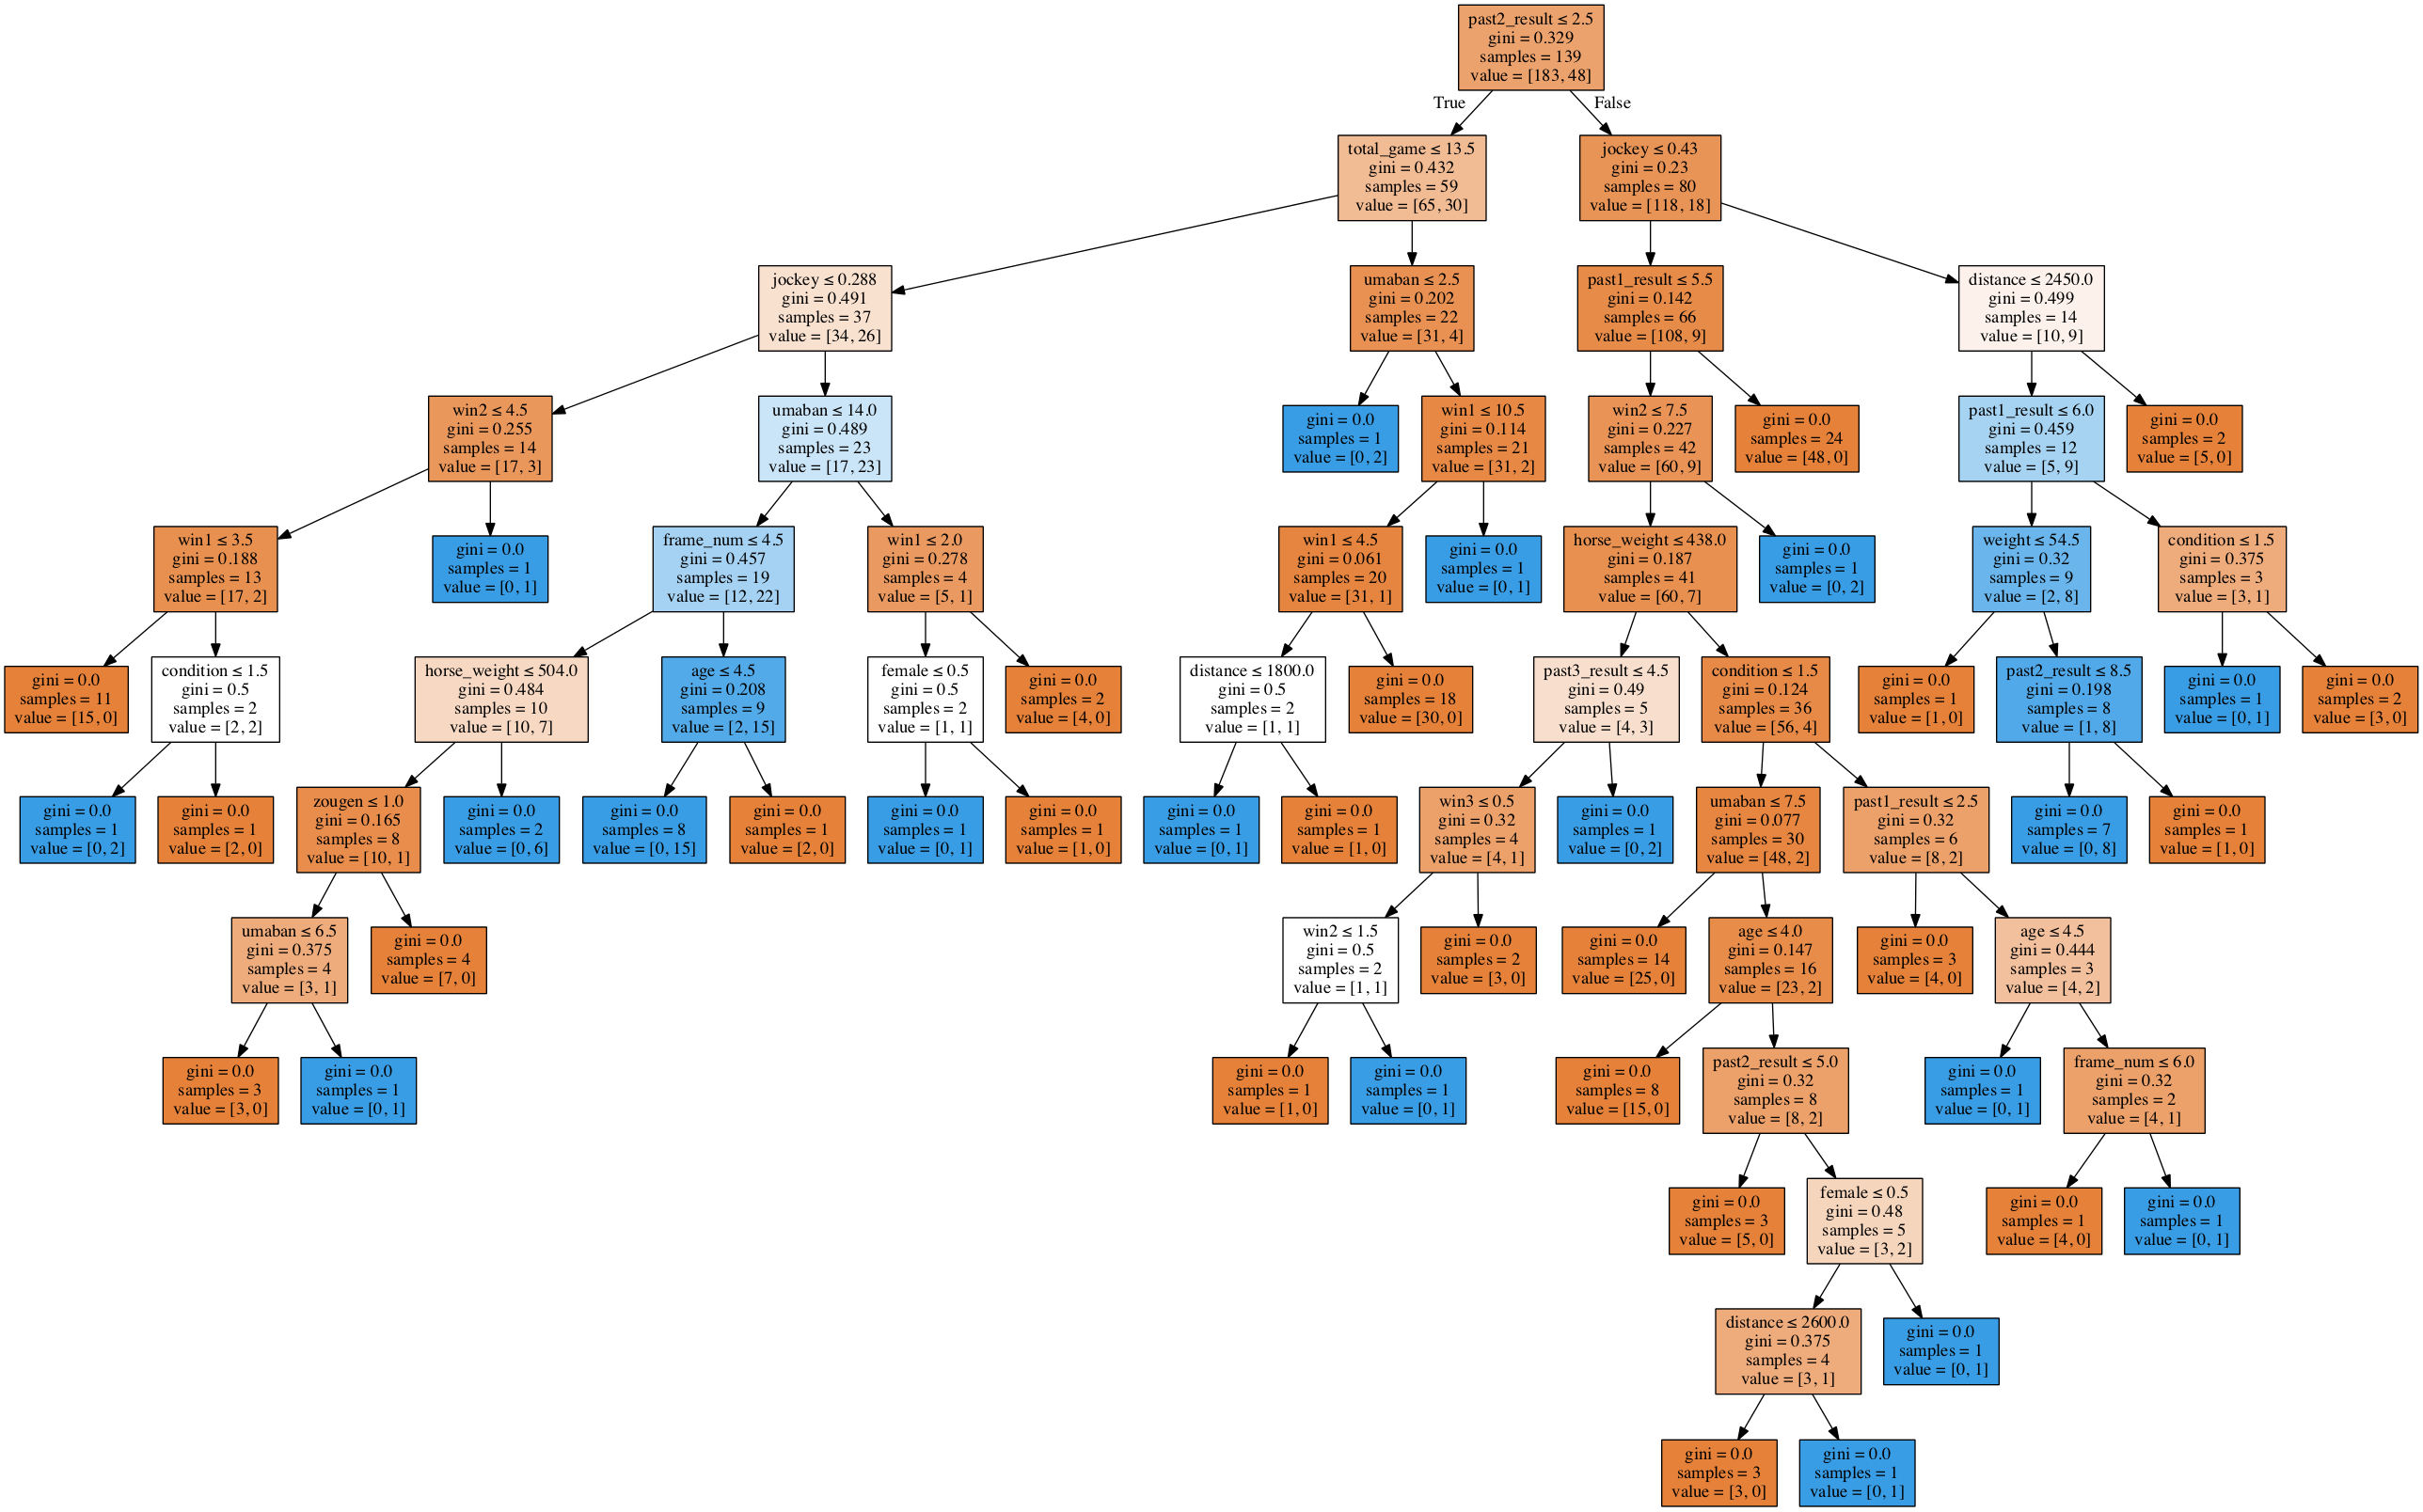 past2_result ≤ 2.5
gini = 0.329
samples = 139
value = [183, 48]
True
False
total_game ≤ 13.5
gini = 0.432
samples = 59
value = [65, 30]
jockey ≤ 0.43
gini = 0.23
samples = 80
value = [118, 18]
jockey ≤ 0.288
gini = 0.491
samples = 37
value = [34, 26]
umaban ≤ 2.5
gini = 0.202
samples = 22
value = [31, 4]
past1_result ≤ 5.5
gini = 0.142
samples = 66
value = [108, 9]
distance ≤ 2450.0
gini = 0.499
samples = 14
value = [10, 9]
win2 ≤ 4.5
gini = 0.255
samples = 14
value = [17, 3]
umaban ≤ 14.0
gini = 0.489
samples = 23
value = [17, 23]
gini = 0.0
samples = 1
value = [0, 2]
win1 ≤ 10.5
gini = 0.114
samples = 21
value = [31, 2]
win2 ≤ 7.5
gini = 0.227
samples = 42
value = [60, 9]
gini = 0.0
samples = 24
value = [48, 0]
past1_result ≤ 6.0
gini = 0.459
samples = 12
value = [5, 9]
gini = 0.0
samples = 2
value = [5, 0]
win1 ≤ 3.5
gini = 0.188
samples = 13
value = [17, 2]
gini = 0.0
samples = 1
value = [0, 1]
frame_num ≤ 4.5
gini = 0.457
samples = 19
value = [12, 22]
win1 ≤ 2.0
gini = 0.278
samples = 4
value = [5, 1]
win1 ≤ 4.5
gini = 0.061
samples = 20
value = [31, 1]
gini = 0.0
samples = 1
value = [0, 1]
horse_weight ≤ 438.0
gini = 0.187
samples = 41
value = [60, 7]
gini = 0.0
samples = 1
value = [0, 2]
weight ≤ 54.5
gini = 0.32
samples = 9
value = [2, 8]
condition ≤ 1.5
gini = 0.375
samples = 3
value = [3, 1]
gini = 0.0
samples = 11
value = [15, 0]
condition ≤ 1.5
gini = 0.5
samples = 2
value = [2, 2]
horse_weight ≤ 504.0
gini = 0.484
samples = 10
value = [10, 7]
age ≤ 4.5
gini = 0.208
samples = 9
value = [2, 15]
female ≤ 0.5
gini = 0.5
samples = 2
value = [1, 1]
gini = 0.0
samples = 2
value = [4, 0]
distance ≤ 1800.0
gini = 0.5
samples = 2
value = [1, 1]
gini = 0.0
samples = 18
value = [30, 0]
past3_result ≤ 4.5
gini = 0.49
samples = 5
value = [4, 3]
condition ≤ 1.5
gini = 0.124
samples = 36
value = [56, 4]
gini = 0.0
samples = 1
value = [1, 0]
past2_result ≤ 8.5
gini = 0.198
samples = 8
value = [1, 8]
gini = 0.0
samples = 1
value = [0, 1]
gini = 0.0
samples = 2
value = [3, 0]
gini = 0.0
samples = 1
value = [0, 2]
gini = 0.0
samples = 1
value = [2, 0]
zougen ≤ 1.0
gini = 0.165
samples = 8
value = [10, 1]
gini = 0.0
samples = 2
value = [0, 6]
gini = 0.0
samples = 8
value = [0, 15]
gini = 0.0
samples = 1
value = [2, 0]
gini = 0.0
samples = 1
value = [0, 1]
gini = 0.0
samples = 1
value = [1, 0]
gini = 0.0
samples = 1
value = [0, 1]
gini = 0.0
samples = 1
value = [1, 0]
win3 ≤ 0.5
gini = 0.32
samples = 4
value = [4, 1]
gini = 0.0
samples = 1
value = [0, 2]
umaban ≤ 7.5
gini = 0.077
samples = 30
value = [48, 2]
past1_result ≤ 2.5
gini = 0.32
samples = 6
value = [8, 2]
gini = 0.0
samples = 7
value = [0, 8]
gini = 0.0
samples = 1
value = [1, 0]
umaban ≤ 6.5
gini = 0.375
samples = 4
value = [3, 1]
gini = 0.0
samples = 4
value = [7, 0]
win2 ≤ 1.5
gini = 0.5
samples = 2
value = [1, 1]
gini = 0.0
samples = 2
value = [3, 0]
gini = 0.0
samples = 14
value = [25, 0]
age ≤ 4.0
gini = 0.147
samples = 16
value = [23, 2]
gini = 0.0
samples = 3
value = [4, 0]
age ≤ 4.5
gini = 0.444
samples = 3
value = [4, 2]
gini = 0.0
samples = 3
value = [3, 0]
gini = 0.0
samples = 1
value = [0, 1]
gini = 0.0
samples = 1
value = [1, 0]
gini = 0.0
samples = 1
value = [0, 1]
gini = 0.0
samples = 8
value = [15, 0]
past2_result ≤ 5.0
gini = 0.32
samples = 8
value = [8, 2]
gini = 0.0
samples = 1
value = [0, 1]
frame_num ≤ 6.0
gini = 0.32
samples = 2
value = [4, 1]
gini = 0.0
samples = 3
value = [5, 0]
female ≤ 0.5
gini = 0.48
samples = 5
value = [3, 2]
gini = 0.0
samples = 1
value = [4, 0]
gini = 0.0
samples = 1
value = [0, 1]
distance ≤ 2600.0
gini = 0.375
samples = 4
value = [3, 1]
gini = 0.0
samples = 1
value = [0, 1]
gini = 0.0
samples = 3
value = [3, 0]
gini = 0.0
samples = 1
value = [0, 1]